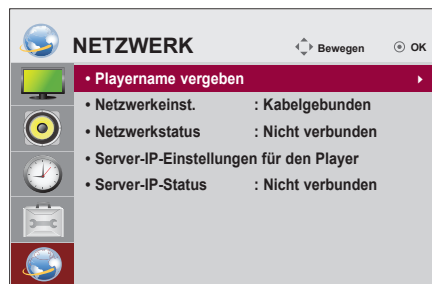 NETZWERK
Bewegen
OK
• Playername vergeben
• Netzwerkeinst. : Kabelgebunden
• Netzwerkstatus : Nicht verbunden
• Server-IP-Einstellungen für den Player
• Server-IP-Status : Nicht verbunden